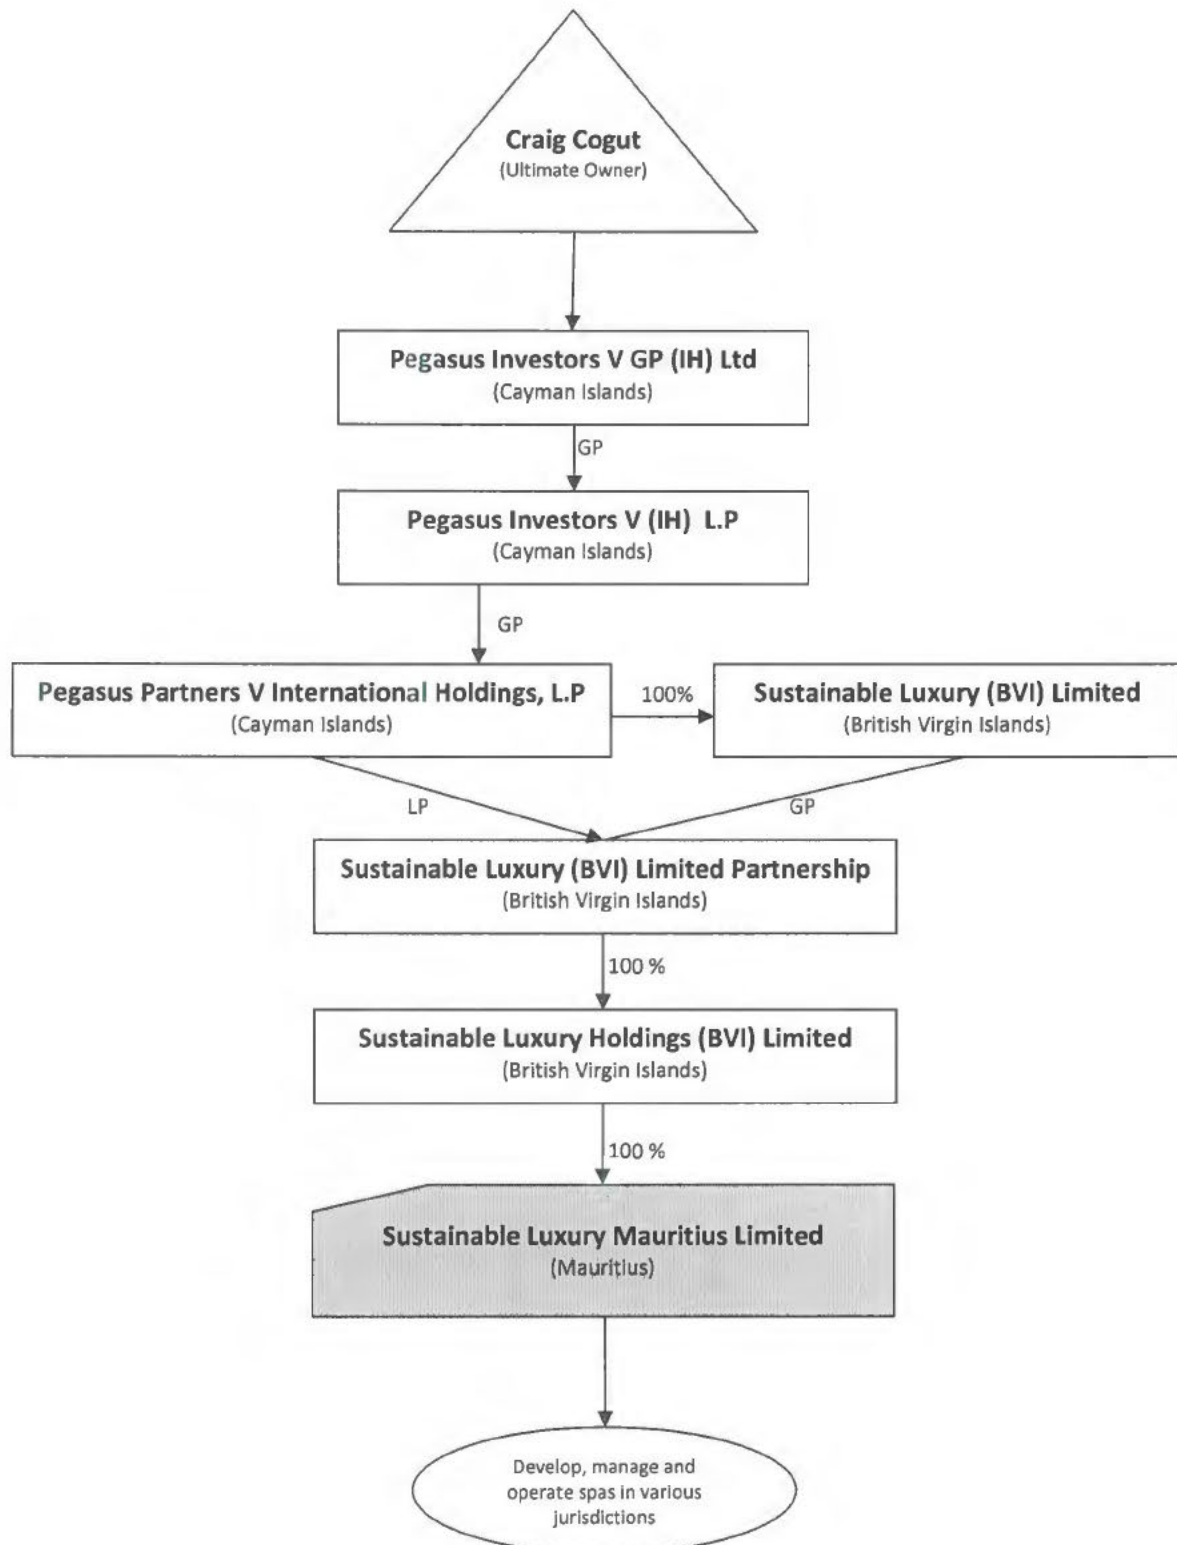 Craig Cogut
(Ultimate Owner)
Pegasus Investors V GP (IH) Ltd
(Cayman Islands)
GP
Pegasus Investors V (IH) L.P
(Cayman Islands)
GP
Pegasus Partners V International Holdings, L.P
(Cayman Islands)
100%
Sustainable Luxury (BVI) Limited
(British Virgin Islands)
LP
GP
Sustainable Luxury (BVI) Limited Partnership
(British Virgin Islands)
100 %
Sustainable Luxury Holdings (BVI) Limited
(British Virgin Islands)
100 %
Sustainable Luxury Mauritius Limited
(Mauritius)
Develop, manage and
operate spas in various
jurisdictions